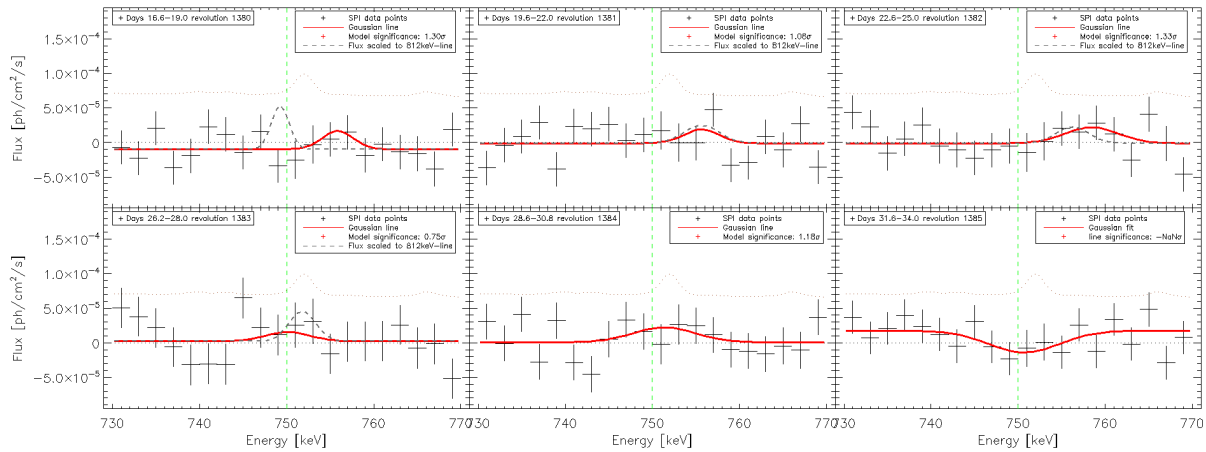 + Days 16.6-19.0 revolution 1380
+ SPI data points
Gaussian line
+ Model significance: 1.30σ
Flux scaled to 812keV-line
+ Days 19.6-22.0 revolution 1381
+ SPI data points
Gaussian line
+ Model significance: 1.08σ
Flux scaled to 812keV-line
+ Days 22.6-25.0 revolution 1382
+ SPI data points
Gaussian line
+ Model significance: 1.33σ
Flux scaled to 812keV-line
Flux [ph/cm²/s]
1.5×10⁻⁴
1.0×10⁻⁴
5.0×10⁻⁵
0
-5.0×10⁻⁵
+ Days 26.2-28.0 revolution 1383
+ SPI data points
Gaussian line
+ Model significance: 0.75σ
Flux scaled to 812keV-line
+ Days 28.6-30.8 revolution 1384
+ SPI data points
Gaussian line
+ Model significance: 1.18σ
+ Days 31.6-34.0 revolution 1385
+ SPI data points
Gaussian fit
+ line significance: -NaNσ
Flux [ph/cm²/s]
1.5×10⁻⁴
1.0×10⁻⁴
5.0×10⁻⁵
0
-5.0×10⁻⁵
730 740 750 760 770
730 740 750 760 770
730 740 750 760 770
Energy [keV]
Energy [keV]
Energy [keV]